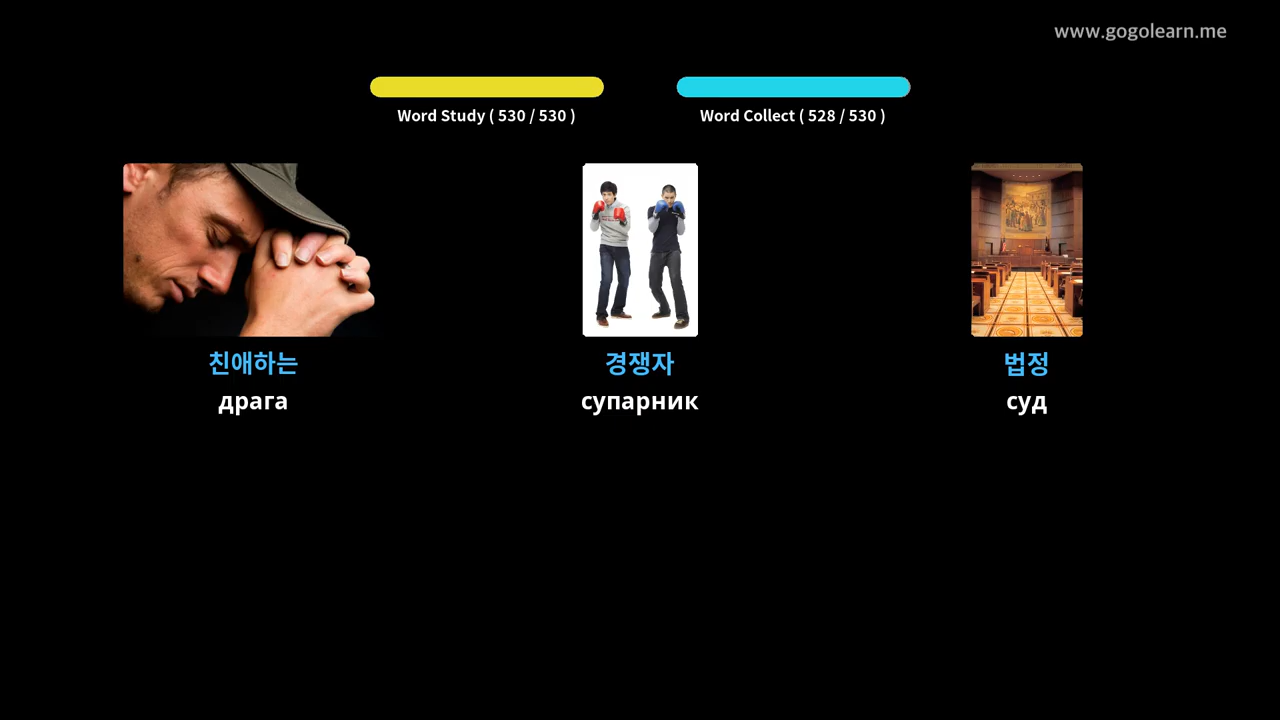 www.gogolearn.me
Word Study ( 530 / 530 )
Word Collect ( 528 / 530 )
친애하는
драга
경쟁자
супарник
법정
суд